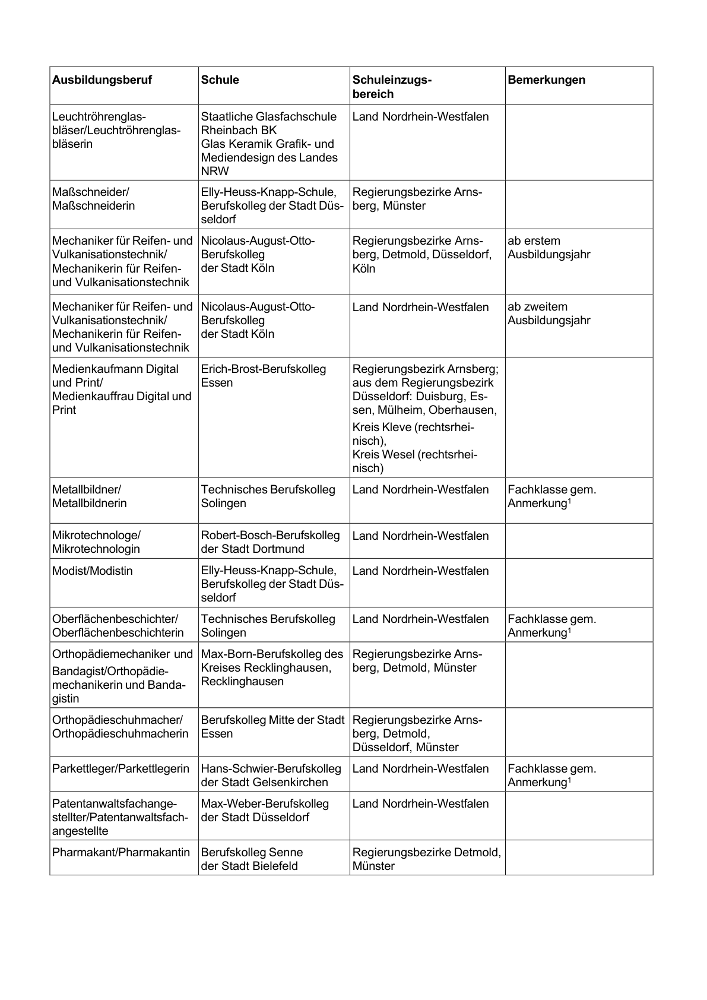 Ausbildungsberuf
Schule
Schuleinzugs-
bereich
Bemerkungen
Leuchtröhrenglas-
bläser/Leuchtröhrenglas-
bläserin
Staatliche Glasfachschule
Rheinbach BK
Glas Keramik Grafik- und
Mediendesign des Landes
NRW
Land Nordrhein-Westfalen
Maßschneider/
Maßschneiderin
Elly-Heuss-Knapp-Schule,
Berufskolleg der Stadt Düs-
seldorf
Regierungsbezirke Arns-
berg, Münster
Mechaniker für Reifen- und
Vulkanisationstechnik/
Mechanikerin für Reifen-
und Vulkanisationstechnik
Nicolaus-August-Otto-
Berufskolleg
der Stadt Köln
Regierungsbezirke Arns-
berg, Detmold, Düsseldorf,
Köln
ab erstem
Ausbildungsjahr
Mechaniker für Reifen- und
Vulkanisationstechnik/
Mechanikerin für Reifen-
und Vulkanisationstechnik
Nicolaus-August-Otto-
Berufskolleg
der Stadt Köln
Land Nordrhein-Westfalen
ab zweitem
Ausbildungsjahr
Medienkaufmann Digital
und Print/
Medienkauffrau Digital und
Print
Erich-Brost-Berufskolleg
Essen
Regierungsbezirk Arnsberg;
aus dem Regierungsbezirk
Düsseldorf: Duisburg, Es-
sen, Mülheim, Oberhausen,
Kreis Kleve (rechtsrhei-
nisch),
Kreis Wesel (rechtsrhei-
nisch)
Metallbildner/
Metallbildnerin
Technisches Berufskolleg
Solingen
Land Nordrhein-Westfalen
Fachklasse gem.
Anmerkung¹
Mikrotechnologe/
Mikrotechnologin
Robert-Bosch-Berufskolleg
der Stadt Dortmund
Land Nordrhein-Westfalen
Modist/Modistin
Elly-Heuss-Knapp-Schule,
Berufskolleg der Stadt Düs-
seldorf
Land Nordrhein-Westfalen
Oberflächenbeschichter/
Oberflächenbeschichterin
Technisches Berufskolleg
Solingen
Land Nordrhein-Westfalen
Fachklasse gem.
Anmerkung¹
Orthopädiemechaniker und
Bandagist/Orthopädie-
mechanikerin und Banda-
gistin
Max-Born-Berufskolleg des
Kreises Recklinghausen,
Recklinghausen
Regierungsbezirke Arns-
berg, Detmold, Münster
Orthopädieschuhmacher/
Orthopädieschuhmacherin
Berufskolleg Mitte der Stadt
Essen
Regierungsbezirke Arns-
berg, Detmold,
Düsseldorf, Münster
Parkettleger/Parkettlegerin
Hans-Schwier-Berufskolleg
der Stadt Gelsenkirchen
Land Nordrhein-Westfalen
Fachklasse gem.
Anmerkung¹
Patentanwaltsfachange-
stellter/Patentanwaltsfach-
angestellte
Max-Weber-Berufskolleg
der Stadt Düsseldorf
Land Nordrhein-Westfalen
Pharmakant/Pharmakantin
Berufskolleg Senne
der Stadt Bielefeld
Regierungsbezirke Detmold,
Münster